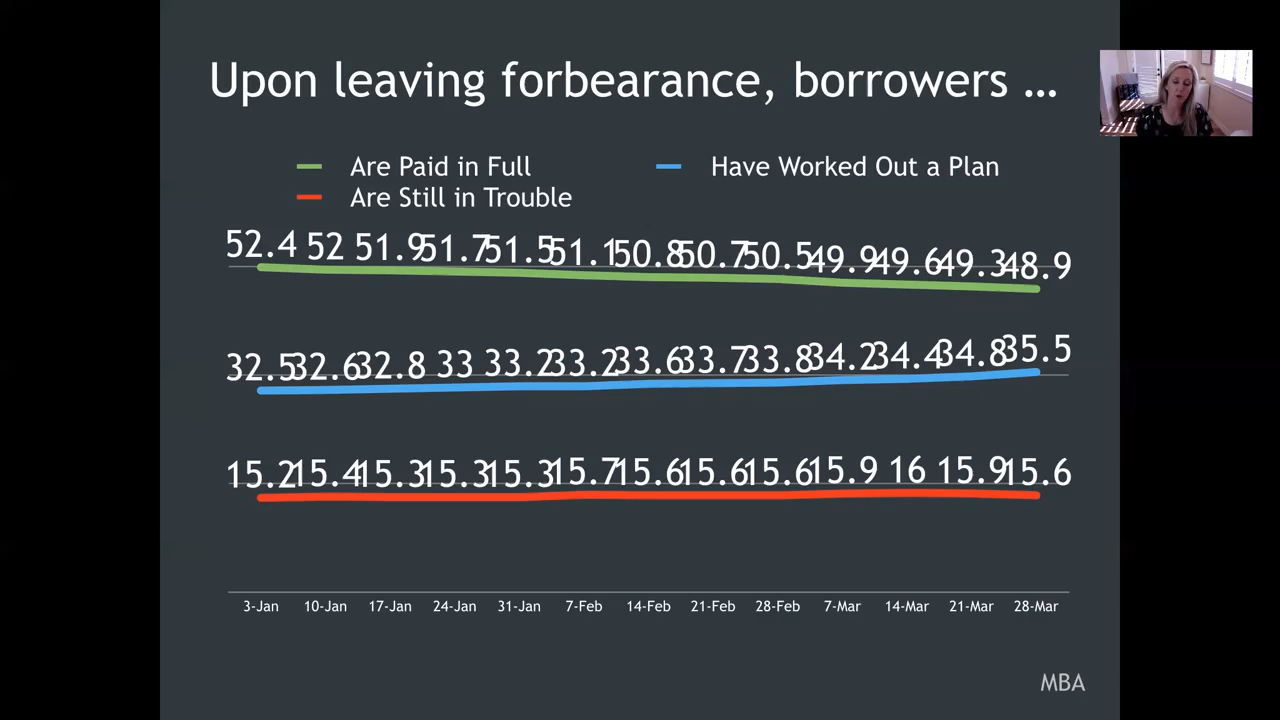 Upon leaving forbearance, borrowers ...
Are Paid in Full
Have Worked Out a Plan
Are Still in Trouble
52.4 52 51.9 51.7 51.5 51.1 50.8 50.7 50.5 49.9 49.6 49.3 48.9
32.5 32.6 32.8 33 33.2 33.2 33.6 33.7 33.8 34.2 34.4 34.8 35.5
15.2 15.4 15.3 15.3 15.3 15.7 15.6 15.6 15.6 15.9 16 15.9 15.6
3-Jan 10-Jan 17-Jan 24-Jan 31-Jan 7-Feb 14-Feb 21-Feb 28-Feb 7-Mar 14-Mar 21-Mar 28-Mar
MBA